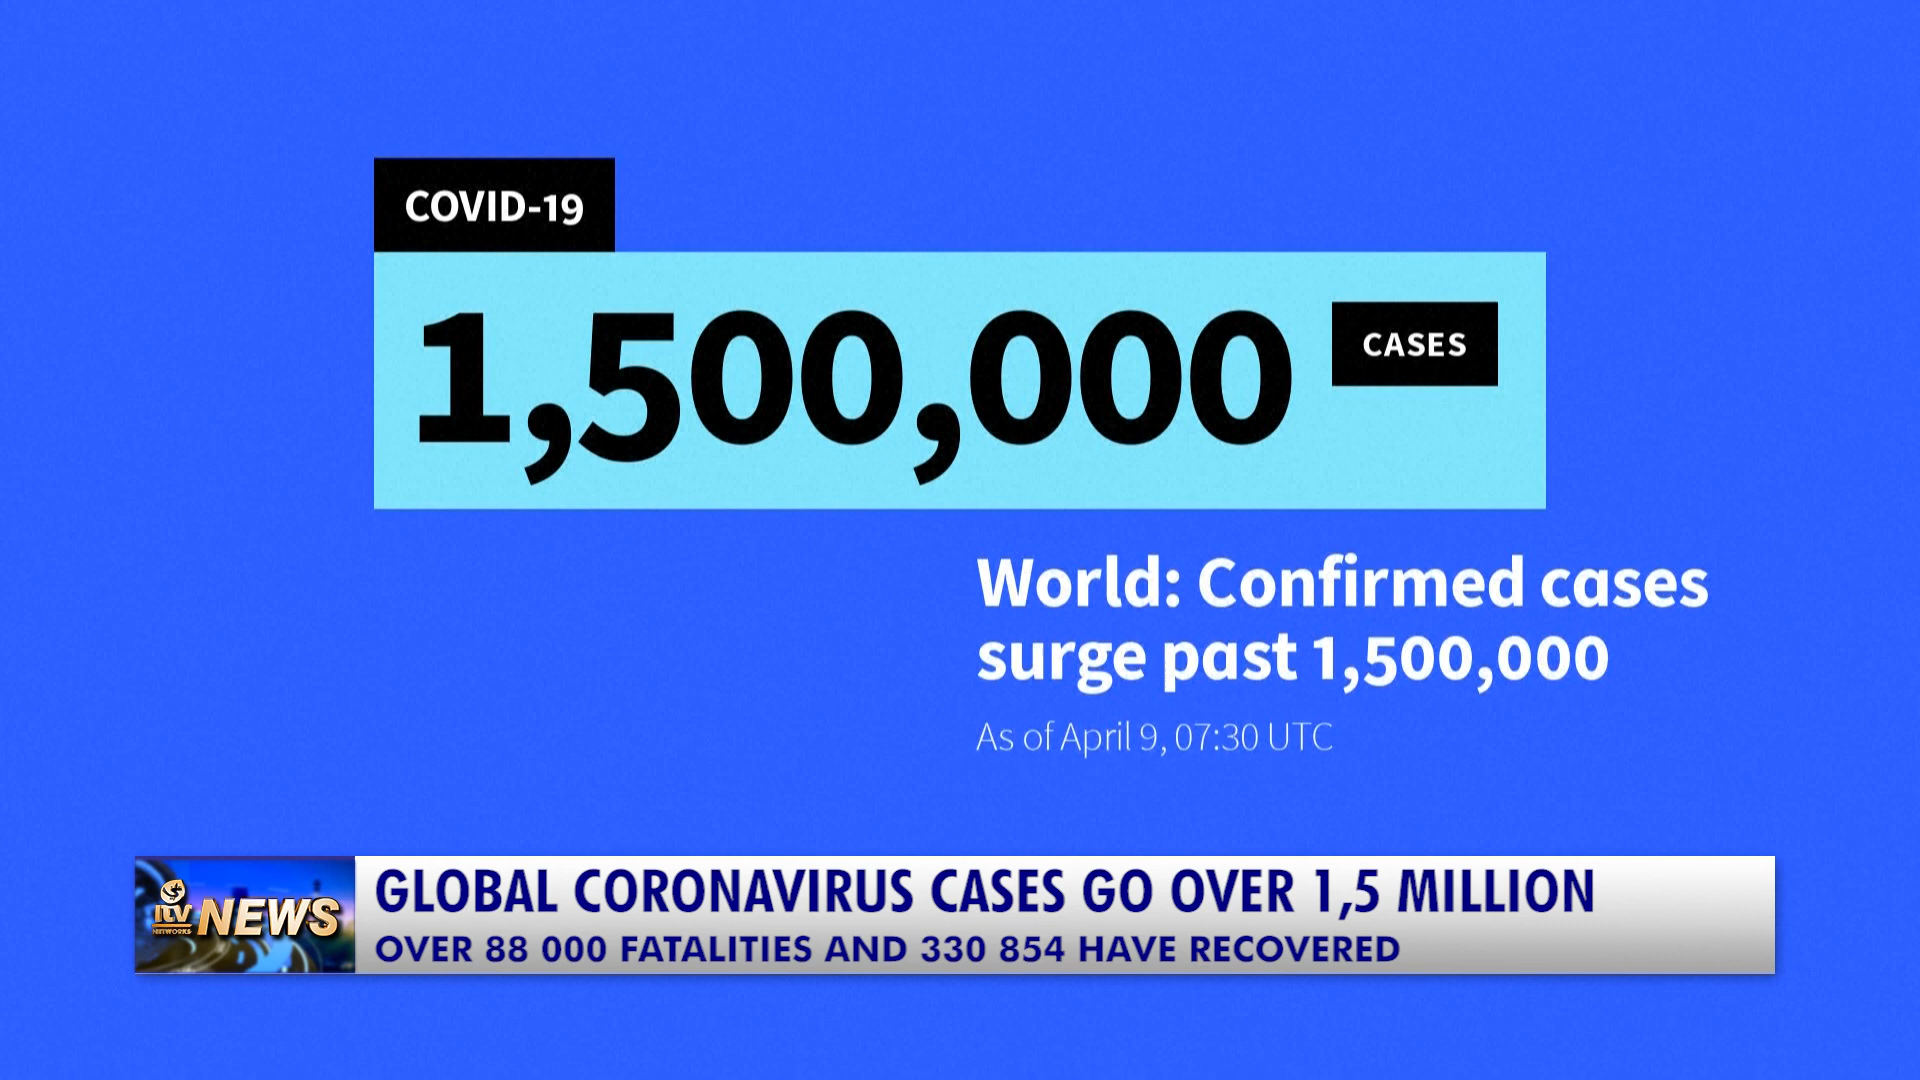 COVID-19
1,500,000
CASES
World: Confirmed cases
surge past 1,500,000
As of April 9, 07:30 UTC
itv
NETWORKS
NEWS
GLOBAL CORONAVIRUS CASES GO OVER 1,5 MILLION
OVER 88 000 FATALITIES AND 330 854 HAVE RECOVERED